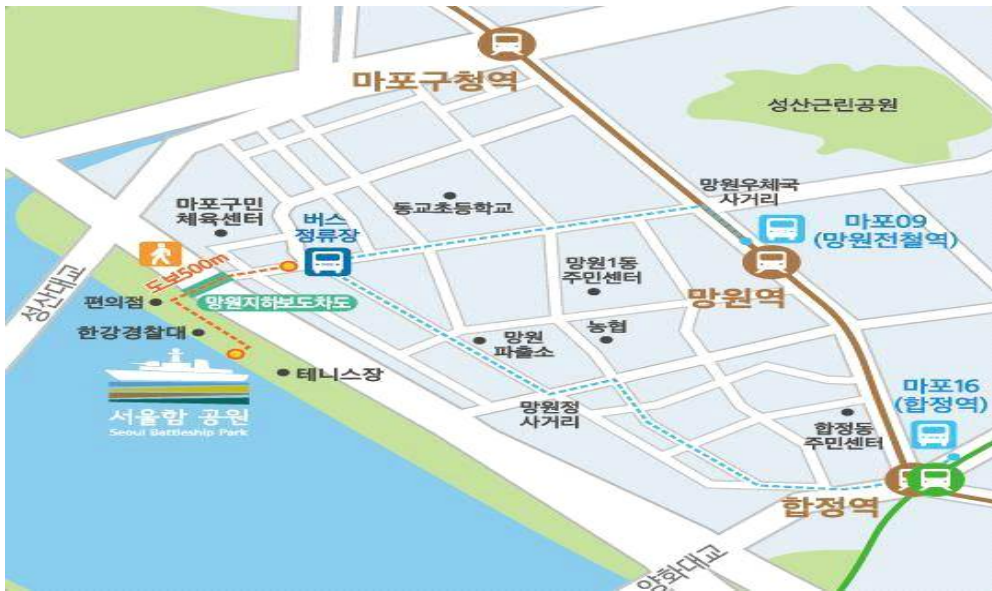 마포구청역
성산근린공원
망원우체국
사거리
마포구민
체육센터
버스
정류장
동교초등학교
마포09
(망원전철역)
도보500m
망원1동
주민센터
망원역
성산대교
편의점
망원지하보도차도
한강경찰대
망원
파출소
농협
테니스장
마포16
(합정역)
서울함 공원
Seoul Battleship Park
망원정
사거리
합정동
주민센터
합정역
양화대교